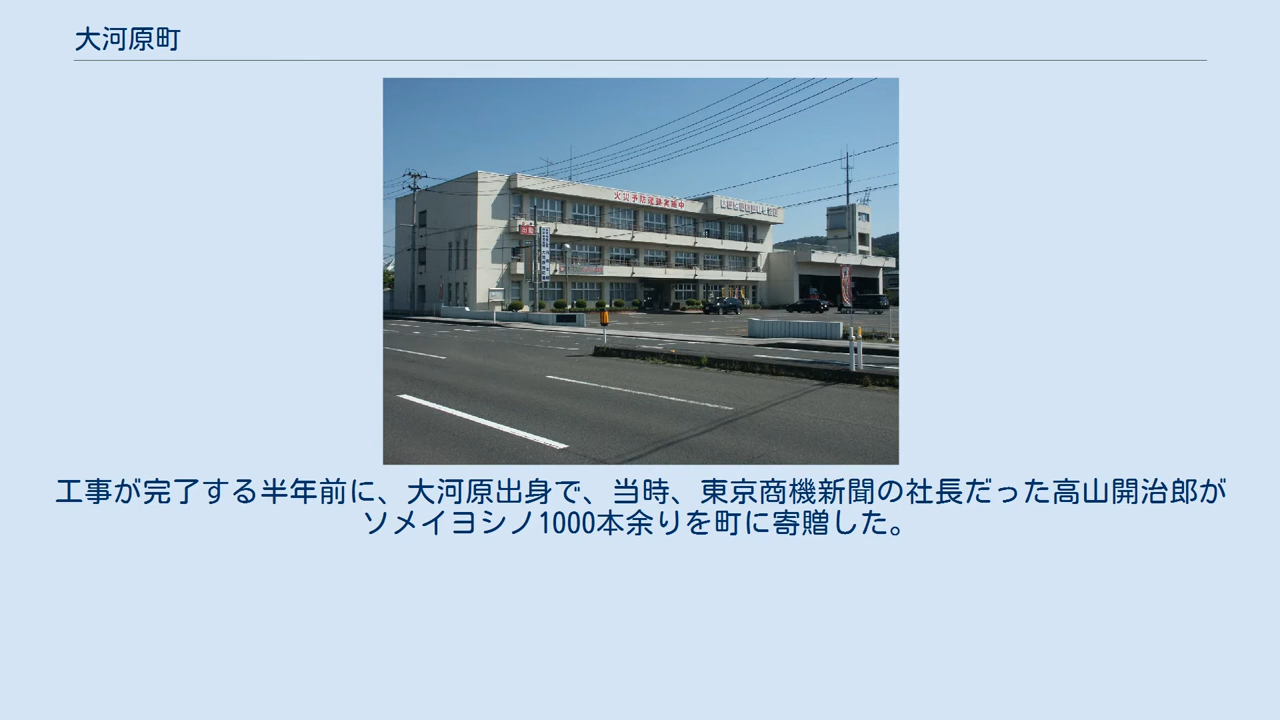 大河原町
火災予防運動実施中
出動
工事が完了する半年前に、大河原出身で、当時、東京商機新聞の社長だった高山開治郎が
ソメイヨシノ1000本余りを町に寄贈した。